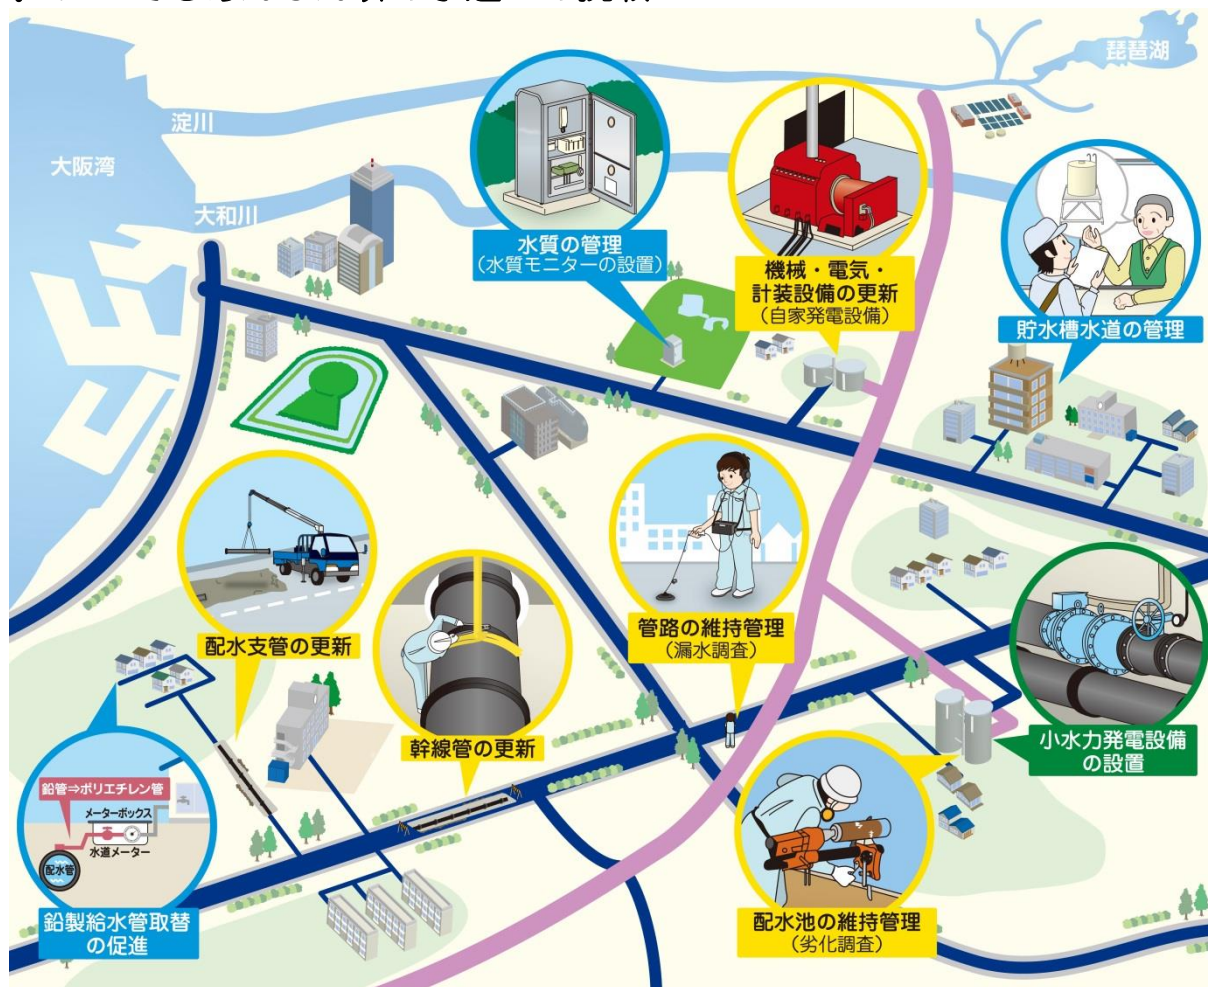 琵琶湖
淀川
大阪湾
大和川
水質の管理
(水質モニターの設置)
機械・電気・
計装設備の更新
(自家発電設備)
貯水槽水道の管理
配水支管の更新
幹線管の更新
管路の維持管理
(漏水調査)
小水力発電設備
の設置
鉛管⇒ポリエチレン管
メーターボックス
水道メーター
配水管
鉛製給水管取替
の促進
配水池の維持管理
(劣化調査)